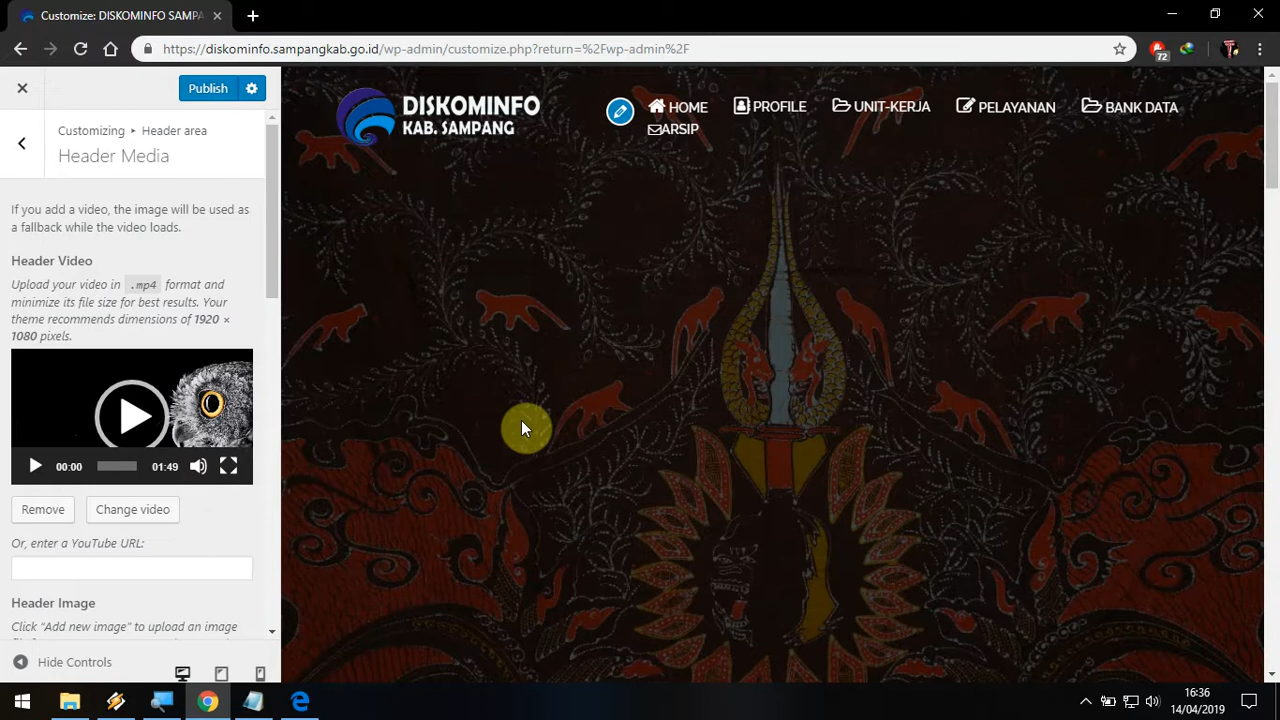 Customize: DISKOMINFO SAMPA
https://diskominfo.sampangkab.go.id/wp-admin/customize.php?return=%2Fwp-admin%2F
72
Publish
Customizing ▸ Header area
Header Media
If you add a video, the image will be used as
a fallback while the video loads.
Header Video
Upload your video in .mp4 format and
minimize its file size for best results. Your
theme recommends dimensions of 1920 ×
1080 pixels.
00:00 01:49
Remove Change video
Or, enter a YouTube URL:
Header Image
Click “Add new image” to upload an image
Hide Controls
DISKOMINFO
KAB. SAMPANG
HOME PROFILE UNIT-KERJA PELAYANAN BANK DATA
ARSIP
16:36
14/04/2019